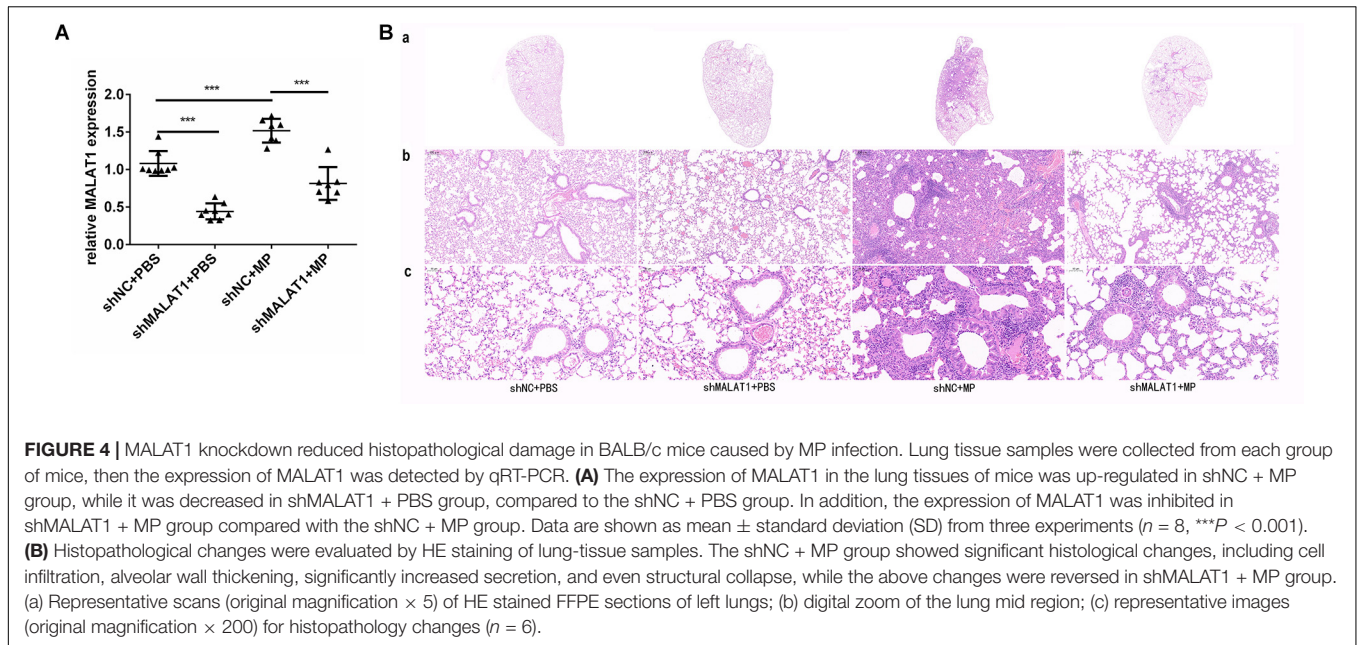 A
B
a
***
***
***
2.0
1.5
1.0
0.5
0.0
relative MALAT1 expression
shNC+PBS
shMALAT1+PBS
shNC+MP
shMALAT1+MP
b
c
shNC+PBS
shMALAT1+PBS
shNC+MP
shMALAT1+MP
FIGURE 4 | MALAT1 knockdown reduced histopathological damage in BALB/c mice caused by MP infection. Lung tissue samples were collected from each group
of mice, then the expression of MALAT1 was detected by qRT-PCR. (A) The expression of MALAT1 in the lung tissues of mice was up-regulated in shNC + MP
group, while it was decreased in shMALAT1 + PBS group, compared to the shNC + PBS group. In addition, the expression of MALAT1 was inhibited in
shMALAT1 + MP group compared with the shNC + MP group. Data are shown as mean ± standard deviation (SD) from three experiments (n = 8, ***P < 0.001).
(B) Histopathological changes were evaluated by HE staining of lung-tissue samples. The shNC + MP group showed significant histological changes, including cell
infiltration, alveolar wall thickening, significantly increased secretion, and even structural collapse, while the above changes were reversed in shMALAT1 + MP group.
(a) Representative scans (original magnification × 5) of HE stained FFPE sections of left lungs; (b) digital zoom of the lung mid region; (c) representative images
(original magnification × 200) for histopathology changes (n = 6).